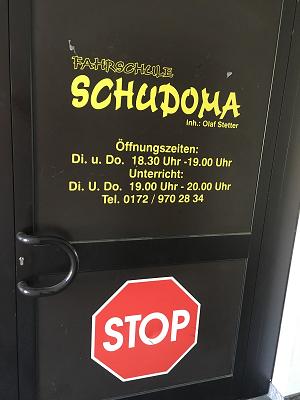 FAHRSCHULE
SCHUDOMA
Inh.: Olaf Stetter
Öffnungszeiten:
Di. u. Do. 18.30 Uhr -19.00 Uhr
Unterricht:
Di. U. Do. 19.00 Uhr - 20.00 Uhr
Tel. 0172 / 970 28 34
STOP